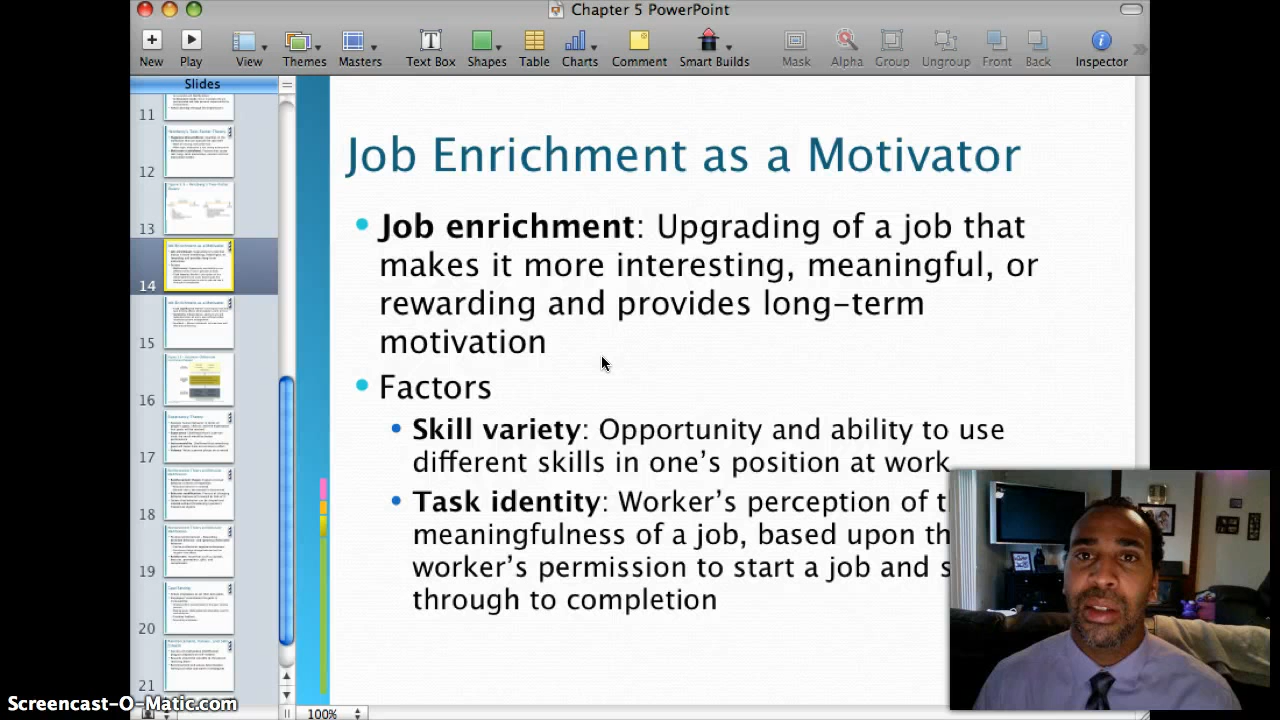 Chapter 5 PowerPoint
New Play View Themes Masters Text Box Shapes Table Charts Comment Smart Builds Mask Alpha Group Ungroup Front Back Inspector
Slides
11
12
13
14
15
16
17
18
19
20
21
Job Enrichment as a Motivator
Job enrichment: Upgrading of a job that
makes it more interesting, meaningful, or
rewarding and provides long-term
motivation
Factors
Skill variety: Opportunity and ability to use
different skills in one's position at work
Task identity: Worker's perception of t
meaningfulness of a job, based upon th
worker's permission to start a job and s
through to completion
100%
Screencast-O-Matic.com